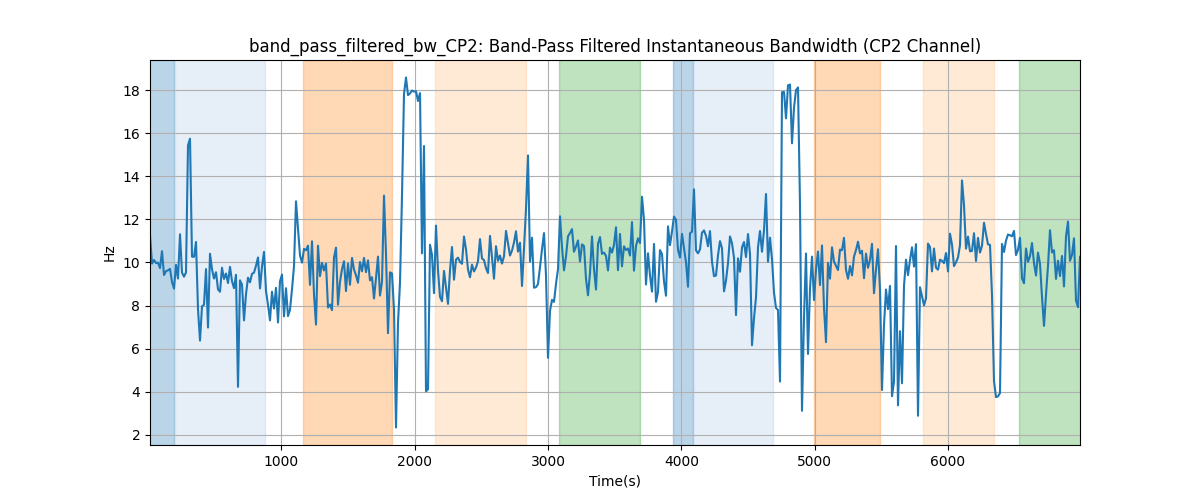 band_pass_filtered_bw_CP2: Band-Pass Filtered Instantaneous Bandwidth (CP2 Channel)
18
16
14
12
10
8
6
4
2
Hz
1000 2000 3000 4000 5000 6000
Time(s)